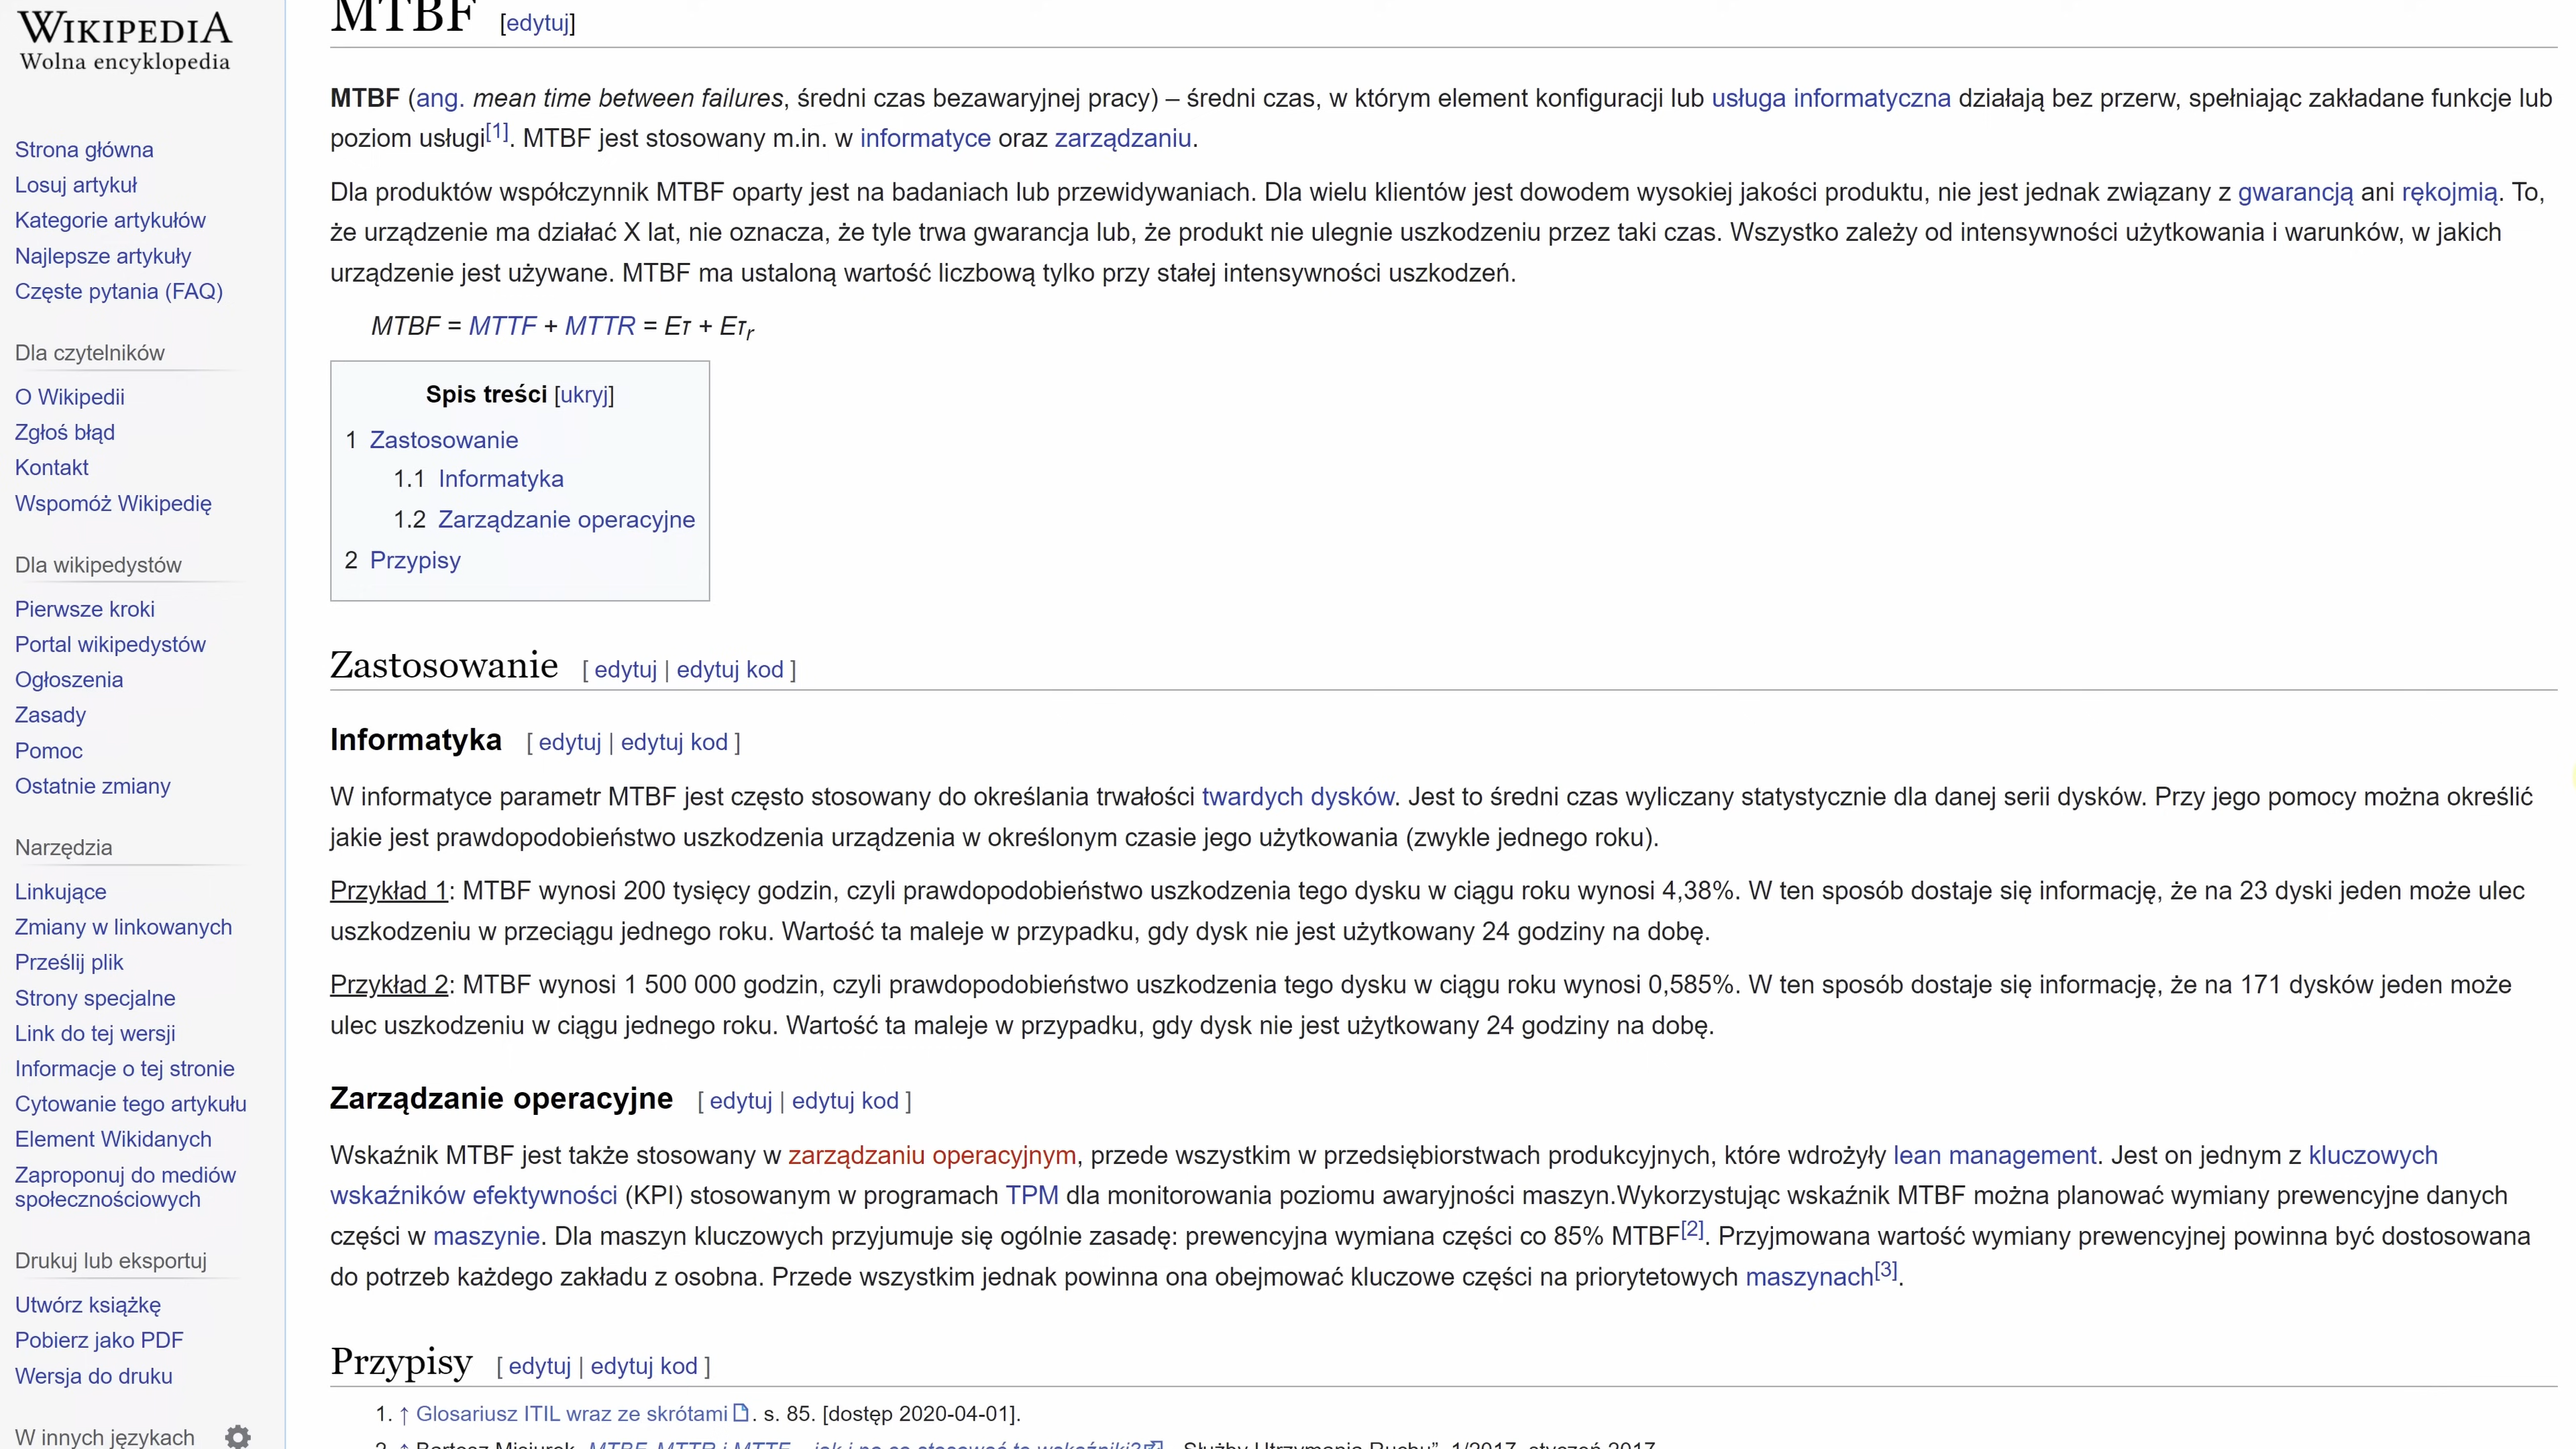 WIKIPEDIA
Wolna encyklopedia
Strona główna
Losuj artykuł
Kategorie artykułów
Najlepsze artykuły
Częste pytania (FAQ)
Dla czytelników
O Wikipedii
Zgłoś błąd
Kontakt
Wspomóż Wikipedię
Dla wikipedystów
Pierwsze kroki
Portal wikipedystów
Ogłoszenia
Zasady
Pomoc
Ostatnie zmiany
Narzędzia
Linkujące
Zmiany w linkowanych
Prześlij plik
Strony specjalne
Link do tej wersji
Informacje o tej stronie
Cytowanie tego artykułu
Element Wikidanych
Zaproponuj do mediów
społecznościowych
Drukuj lub eksportuj
Utwórz książkę
Pobierz jako PDF
Wersja do druku
W innych językach
MTBF [edytuj]
MTBF (ang. mean time between failures, średni czas bezawaryjnej pracy) – średni czas, w którym element konfiguracji lub usługa informatyczna działają bez przerw, spełniając zakładane funkcje lub
poziom usługi[1]. MTBF jest stosowany m.in. w informatyce oraz zarządzaniu.
Dla produktów współczynnik MTBF oparty jest na badaniach lub przewidywaniach. Dla wielu klientów jest dowodem wysokiej jakości produktu, nie jest jednak związany z gwarancją ani rękojmią. To,
że urządzenie ma działać X lat, nie oznacza, że tyle trwa gwarancja lub, że produkt nie ulegnie uszkodzeniu przez taki czas. Wszystko zależy od intensywności użytkowania i warunków, w jakich
urządzenie jest używane. MTBF ma ustaloną wartość liczbową tylko przy stałej intensywności uszkodzeń.
MTBF = MTTF + MTTR = Eτ + Eτr
Spis treści [ukryj]
1 Zastosowanie
1.1 Informatyka
1.2 Zarządzanie operacyjne
2 Przypisy
Zastosowanie [ edytuj | edytuj kod ]
Informatyka [ edytuj | edytuj kod ]
W informatyce parametr MTBF jest często stosowany do określania trwałości twardych dysków. Jest to średni czas wyliczany statystycznie dla danej serii dysków. Przy jego pomocy można określić
jakie jest prawdopodobieństwo uszkodzenia urządzenia w określonym czasie jego użytkowania (zwykle jednego roku).
Przykład 1: MTBF wynosi 200 tysięcy godzin, czyli prawdopodobieństwo uszkodzenia tego dysku w ciągu roku wynosi 4,38%. W ten sposób dostaje się informację, że na 23 dyski jeden może ulec
uszkodzeniu w przeciągu jednego roku. Wartość ta maleje w przypadku, gdy dysk nie jest użytkowany 24 godziny na dobę.
Przykład 2: MTBF wynosi 1 500 000 godzin, czyli prawdopodobieństwo uszkodzenia tego dysku w ciągu roku wynosi 0,585%. W ten sposób dostaje się informację, że na 171 dysków jeden może
ulec uszkodzeniu w ciągu jednego roku. Wartość ta maleje w przypadku, gdy dysk nie jest użytkowany 24 godziny na dobę.
Zarządzanie operacyjne [ edytuj | edytuj kod ]
Wskaźnik MTBF jest także stosowany w zarządzaniu operacyjnym, przede wszystkim w przedsiębiorstwach produkcyjnych, które wdrożyły lean management. Jest on jednym z kluczowych
wskaźników efektywności (KPI) stosowanym w programach TPM dla monitorowania poziomu awaryjności maszyn.Wykorzystując wskaźnik MTBF można planować wymiany prewencyjne danych
części w maszynie. Dla maszyn kluczowych przyjumuje się ogólnie zasadę: prewencyjna wymiana części co 85% MTBF[2]. Przyjmowana wartość wymiany prewencyjnej powinna być dostosowana
do potrzeb każdego zakładu z osobna. Przede wszystkim jednak powinna ona obejmować kluczowe części na priorytetowych maszynach[3].
Przypisy [ edytuj | edytuj kod ]
1. ↑ Glosariusz ITIL wraz ze skrótami. s. 85. [dostęp 2020-04-01].
2. ↑ Bartosz Misiurek, MTBF, MTTR i MTTF – jak i po co stosować te wskaźniki?, „Służby Utrzymania Ruchu”, 1/2017, styczeń 2017